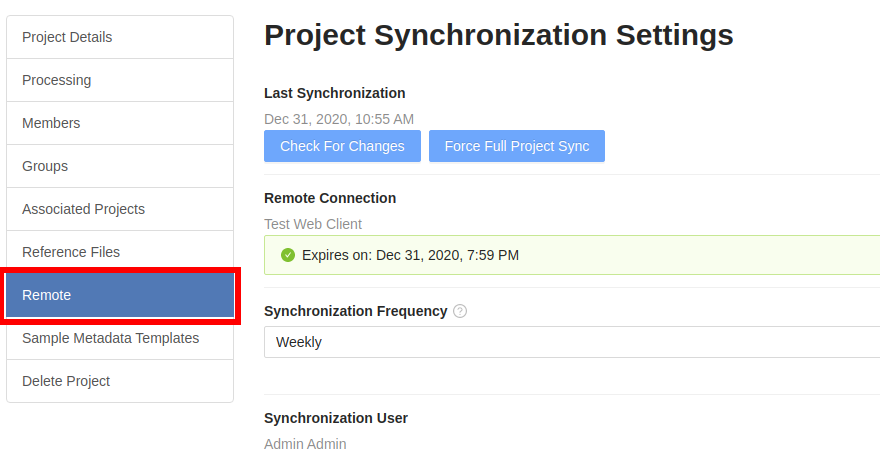 Project Details
Processing
Members
Groups
Associated Projects
Reference Files
Remote
Sample Metadata Templates
Delete Project
Project Synchronization Settings
Last Synchronization
Dec 31, 2020, 10:55 AM
Check For Changes Force Full Project Sync
Remote Connection
Test Web Client
Expires on: Dec 31, 2020, 7:59 PM
Synchronization Frequency ?
Weekly
Synchronization User
Admin Admin